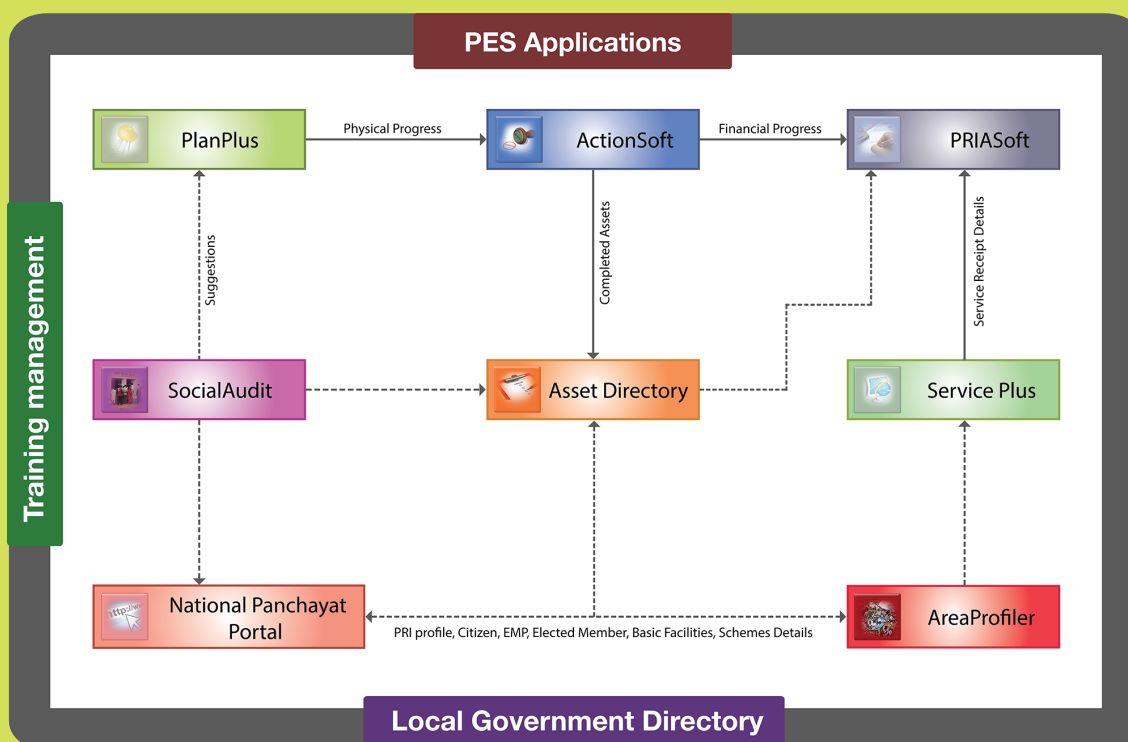 PES Applications
PlanPlus
Physical Progress
ActionSoft
Financial Progress
PRIASoft
Suggestions
Completed Assets
Service Receipt Details
Training management
SocialAudit
Asset Directory
Service Plus
http://w
National Panchayat
Portal
PRI profile, Citizen, EMP, Elected Member, Basic Facilities, Schemes Details
AreaProfiler
Local Government Directory